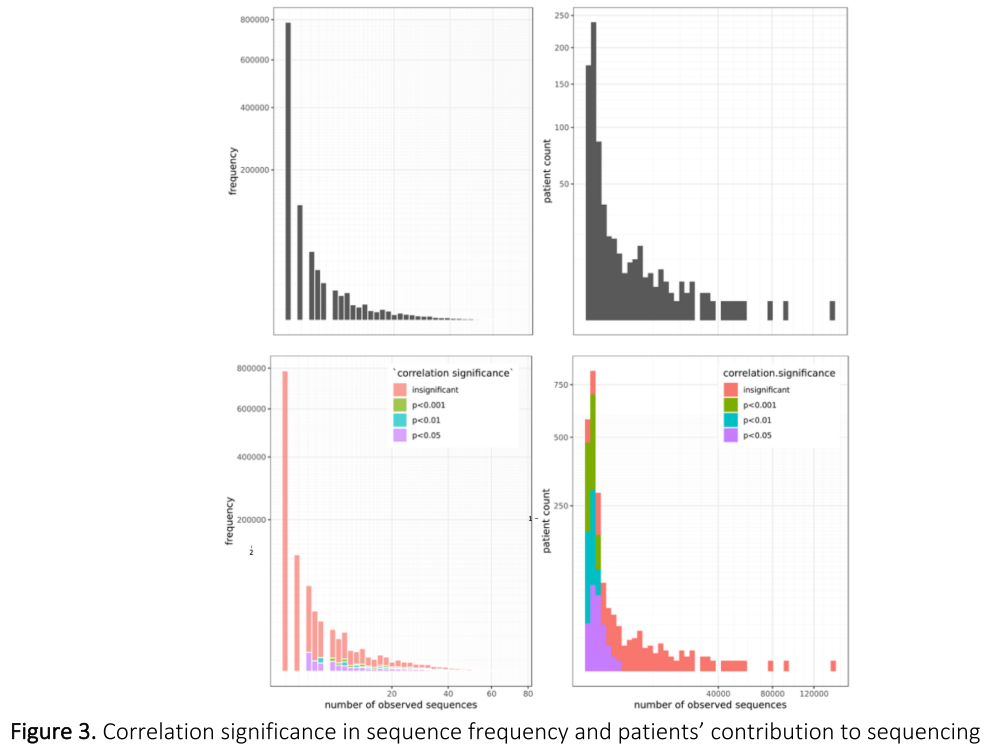 800000
600000
400000
200000
frequency
250
200
150
100
50
patient count
800000
600000
400000
200000
frequency
2
`correlation significance`
insignificant
p<0.001
p<0.01
p<0.05
20 40 60 80
number of observed sequences
1
750
500
250
patient count
correlation.significance
insignificant
p<0.001
p<0.01
p<0.05
40000 80000 120000
number of observed sequences
Figure 3. Correlation significance in sequence frequency and patients’ contribution to sequencing